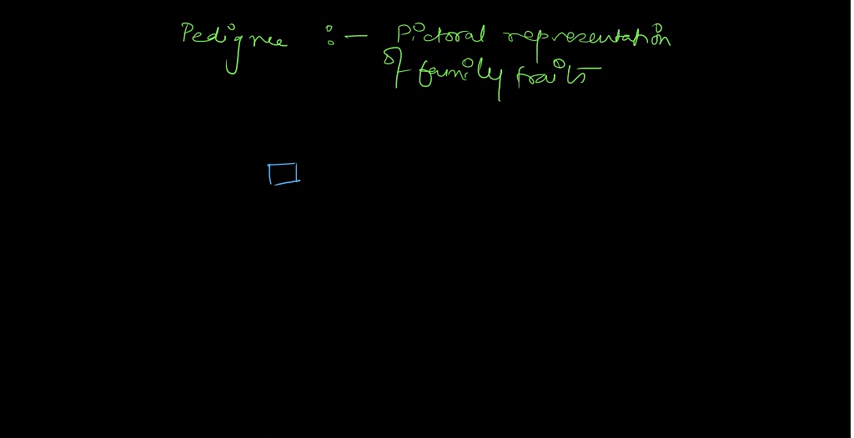 Pedigree :- Pictoral representation
of family traits